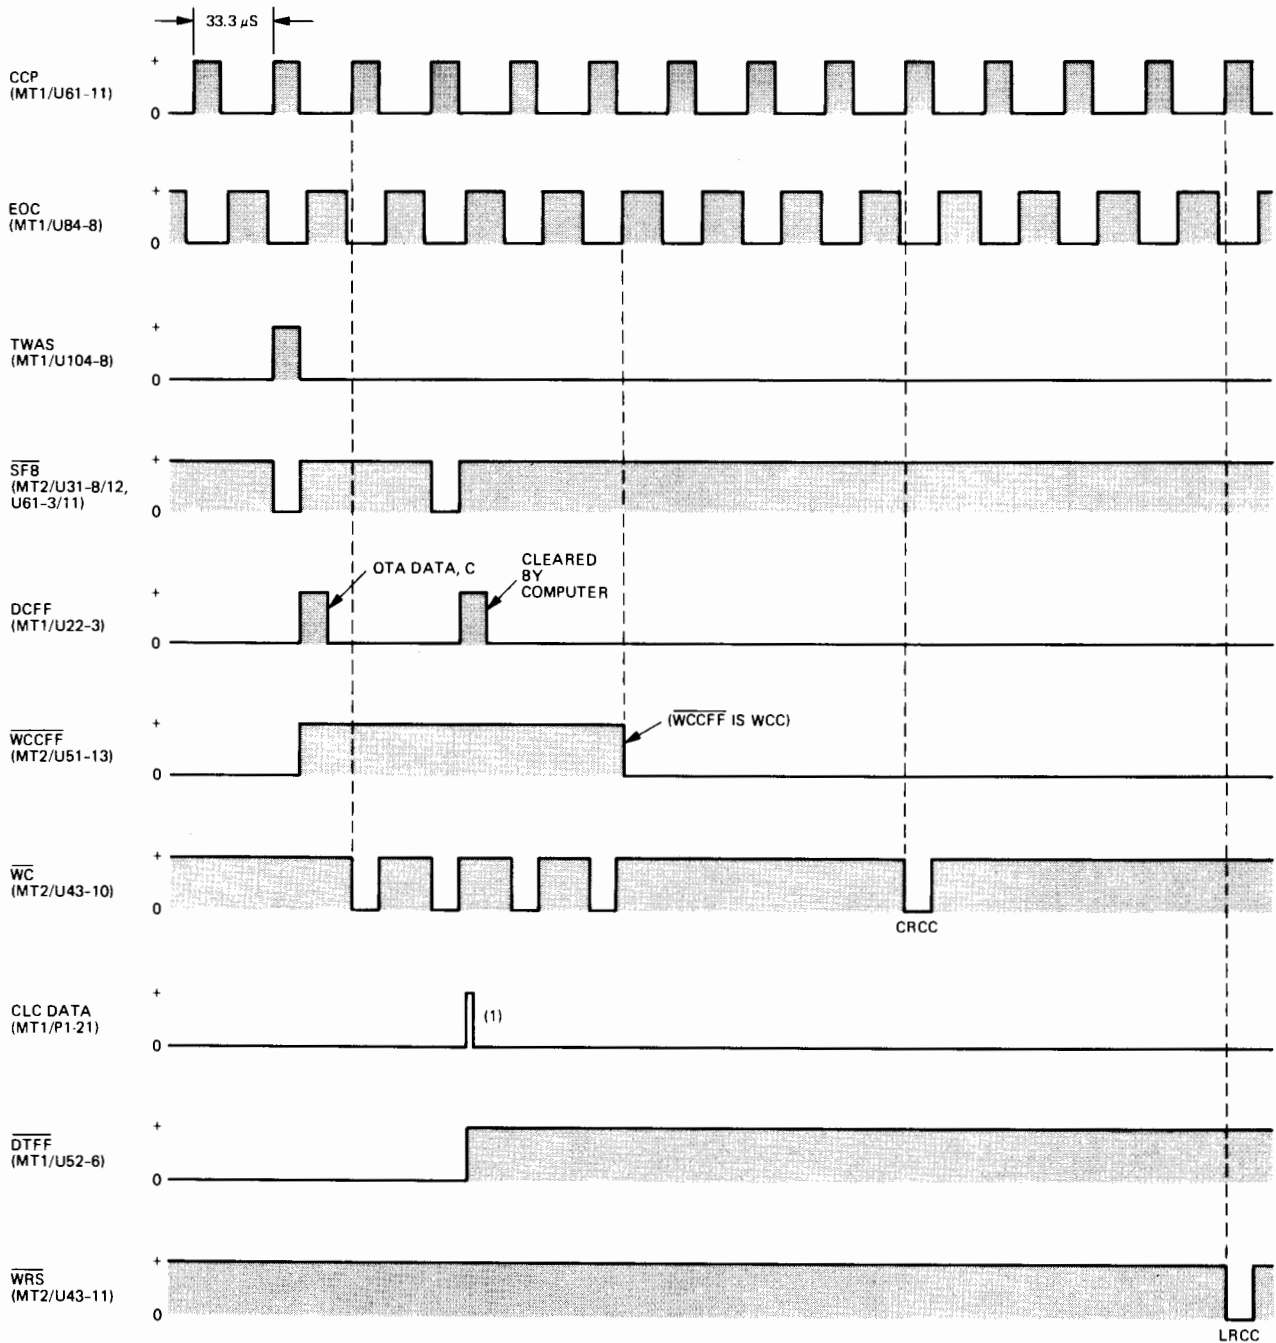 33.3 μS
CCP
(MT1/U61-11)
+
0
EOC
(MT1/U84-8)
+
0
TWAS
(MT1/U104-8)
+
0
SFB
(MT2/U31-8/12,
U61-3/11)
+
0
OTA DATA, C
CLEARED
BY
COMPUTER
DCFF
(MT1/U22-3)
+
0
WCCFF
(MT2/U51-13)
+
0
(WCCFF IS WCC)
WC
(MT2/U43-10)
+
0
CRCC
CLC DATA
(MT1/P1-21)
+
0
(1)
DTFF
(MT1/U52-6)
+
0
WRS
(MT2/U43-11)
+
0
LRCC